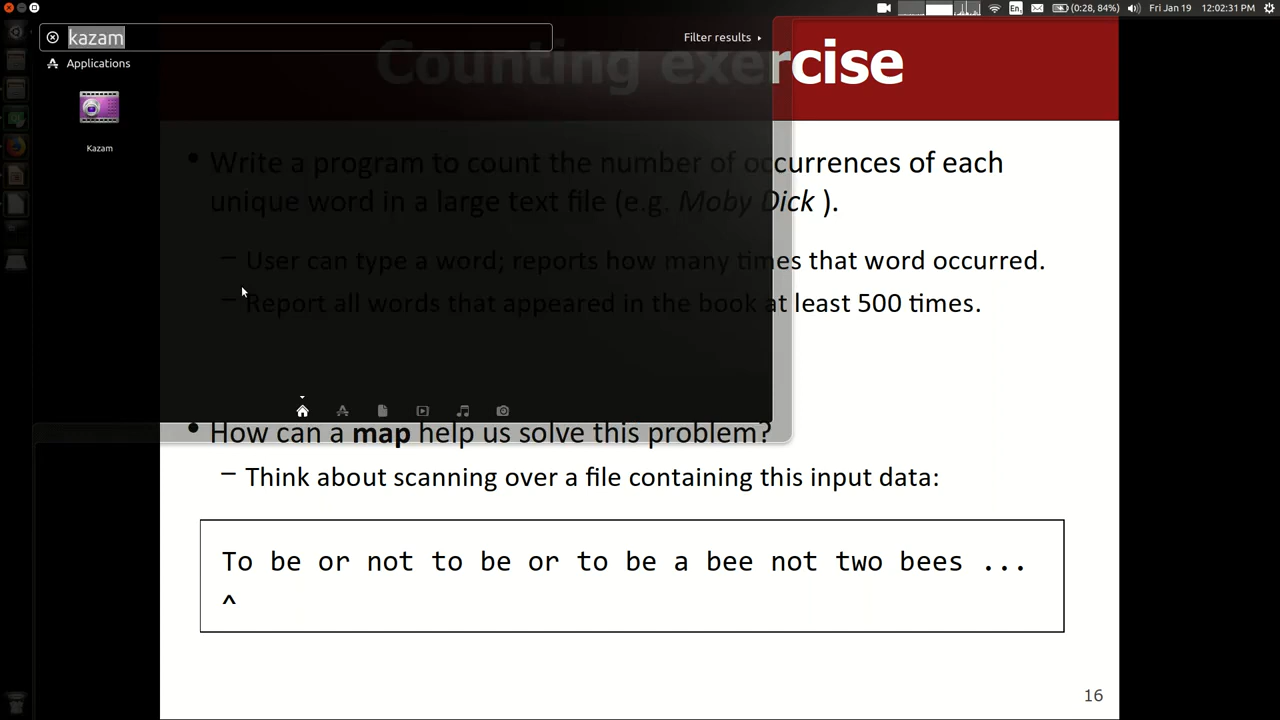 En
(0:28, 84%)
Fri Jan 19
12:02:31 PM
kazam
Filter results
Applications
Kazam
Counting exercise
• Write a program to count the number of occurrences of each
unique word in a large text file (e.g. Moby Dick ).
– User can type a word; reports how many times that word occurred.
– Report all words that appeared in the book at least 500 times.
• How can a map help us solve this problem?
– Think about scanning over a file containing this input data:
To be or not to be or to be a bee not two bees ...
^
16